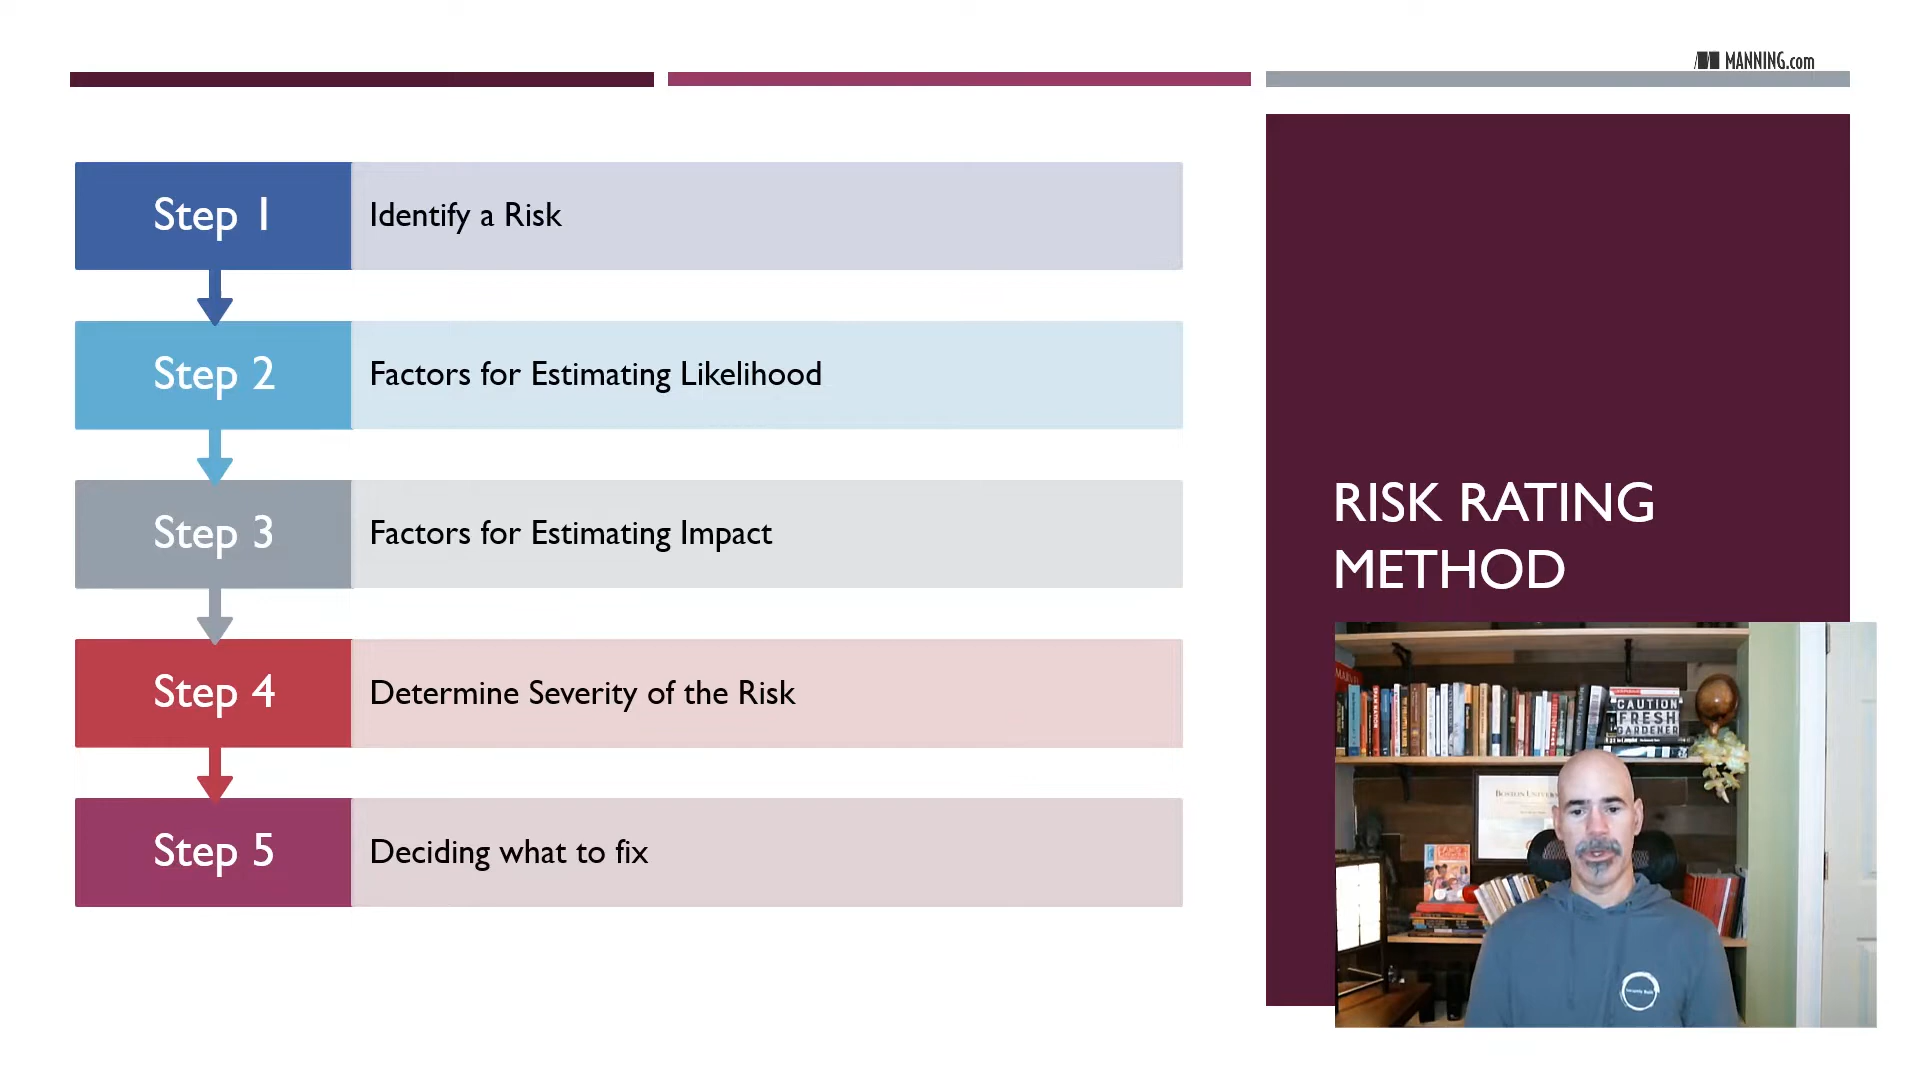 MANNING.com
Step 1
Identify a Risk
Step 2
Factors for Estimating Likelihood
Step 3
Factors for Estimating Impact
Step 4
Determine Severity of the Risk
Step 5
Deciding what to fix
RISK RATING
METHOD
CAUTION
FRESH
GARDENER